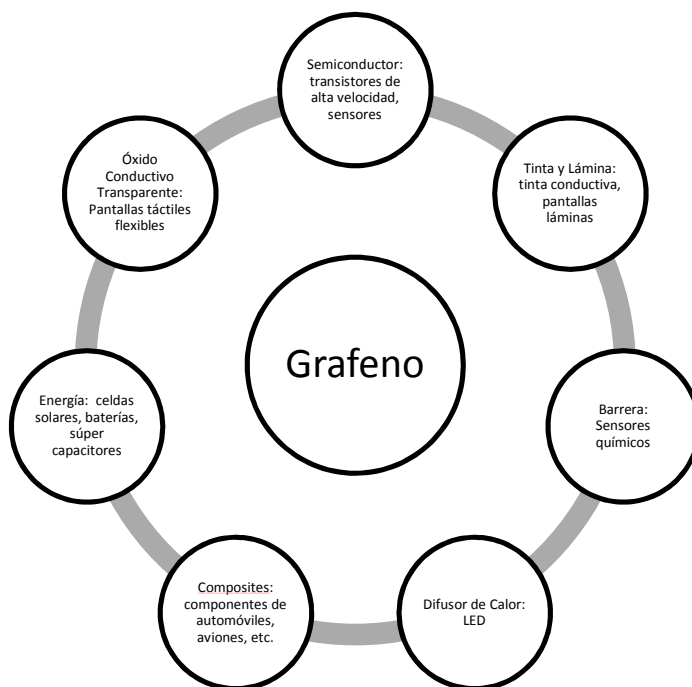 Semiconductor:
transistores de
alta velocidad,
sensores
Óxido
Conductivo
Transparente:
Pantallas táctiles
flexibles
Tinta y Lámina:
tinta conductiva,
pantallas
láminas
Grafeno
Energía:  celdas
solares, baterías,
súper
capacitores
Barrera:
Sensores
químicos
Composites:
componentes de
automóviles,
aviones, etc.
Difusor de Calor:
LED